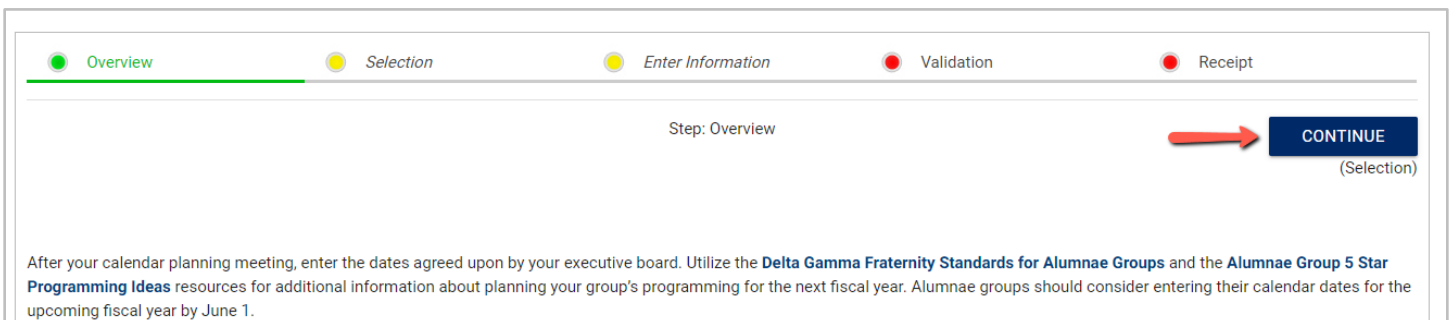 Overview
Selection
Enter Information
Validation
Receipt
Step: Overview
CONTINUE
(Selection)
After your calendar planning meeting, enter the dates agreed upon by your executive board. Utilize the Delta Gamma Fraternity Standards for Alumnae Groups and the Alumnae Group 5 Star
Programming Ideas resources for additional information about planning your group's programming for the next fiscal year. Alumnae groups should consider entering their calendar dates for the
upcoming fiscal year by June 1.